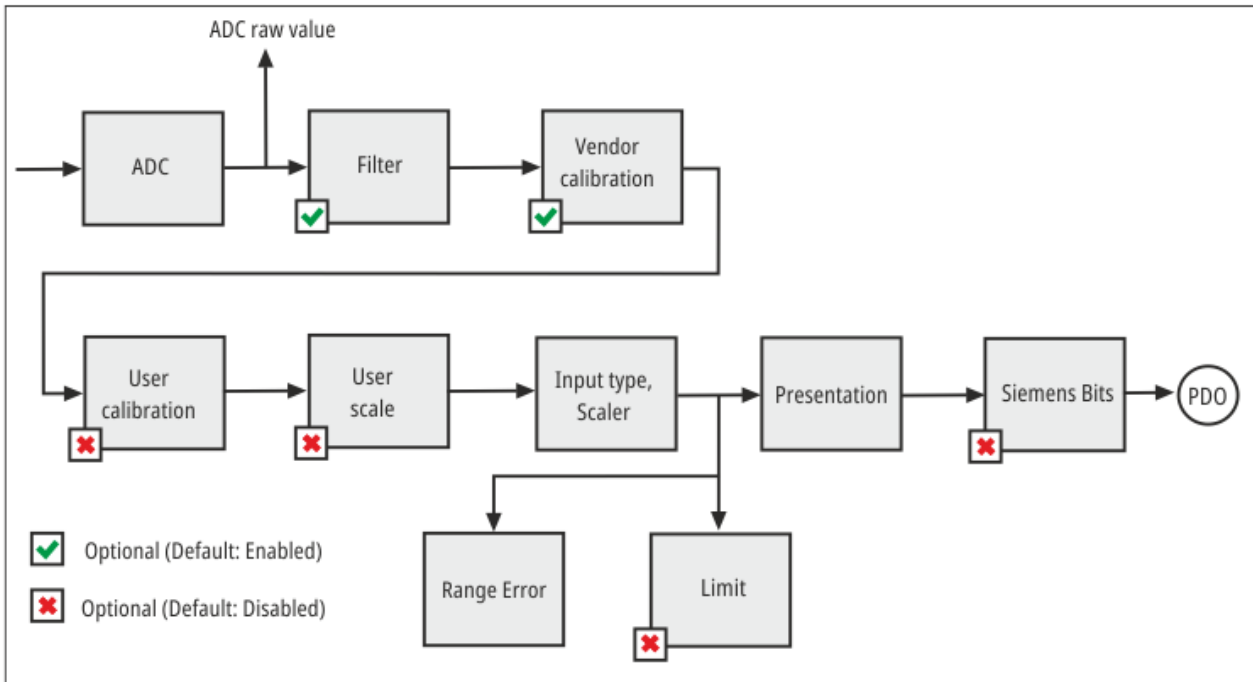 ADC raw value
ADC
Filter
Vendor
calibration
User
calibration
User
scale
Input type,
Scaler
Presentation
Siemens Bits
PDO
Optional (Default: Enabled)
Optional (Default: Disabled)
Range Error
Limit